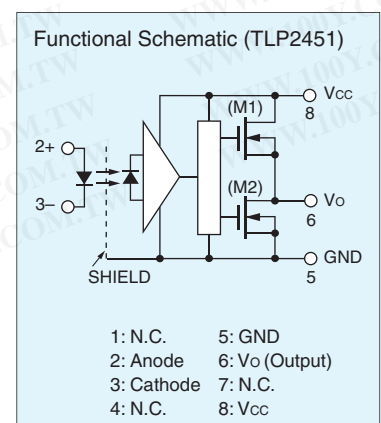 Functional Schematic (TLP2451)
(M1)
Vcc
8
2+
3–
(M2)
Vo
6
GND
5
SHIELD
1: N.C. 5: GND
2: Anode 6: Vo (Output)
3: Cathode 7: N.C.
4: N.C. 8: Vcc